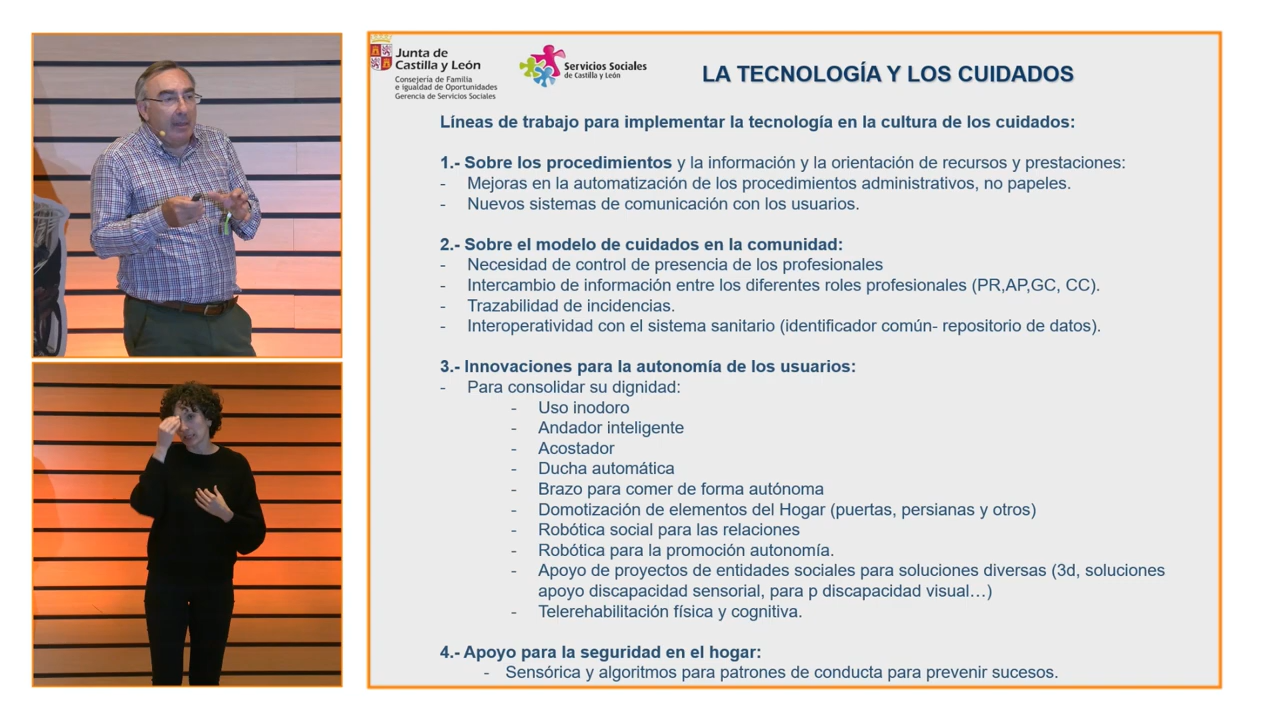 Junta de
Castilla y León
Consejería de Familia
e igualdad de Oportunidades
Gerencia de Servicios Sociales
Servicios Sociales
de Castilla y León
LA TECNOLOGÍA Y LOS CUIDADOS
Líneas de trabajo para implementar la tecnología en la cultura de los cuidados:
1.- Sobre los procedimientos y la información y la orientación de recursos y prestaciones:
- Mejoras en la automatización de los procedimientos administrativos, no papeles.
- Nuevos sistemas de comunicación con los usuarios.
2.- Sobre el modelo de cuidados en la comunidad:
- Necesidad de control de presencia de los profesionales
- Intercambio de información entre los diferentes roles profesionales (PR,AP,GC, CC).
- Trazabilidad de incidencias.
- Interoperatividad con el sistema sanitario (identificador común- repositorio de datos).
3.- Innovaciones para la autonomía de los usuarios:
- Para consolidar su dignidad:
- Uso inodoro
- Andador inteligente
- Acostador
- Ducha automática
- Brazo para comer de forma autónoma
- Domotización de elementos del Hogar (puertas, persianas y otros)
- Robótica social para las relaciones
- Robótica para la promoción autonomía.
- Apoyo de proyectos de entidades sociales para soluciones diversas (3d, soluciones
apoyo discapacidad sensorial, para p discapacidad visual…)
- Telerehabilitación física y cognitiva.
4.- Apoyo para la seguridad en el hogar:
- Sensórica y algoritmos para patrones de conducta para prevenir sucesos.